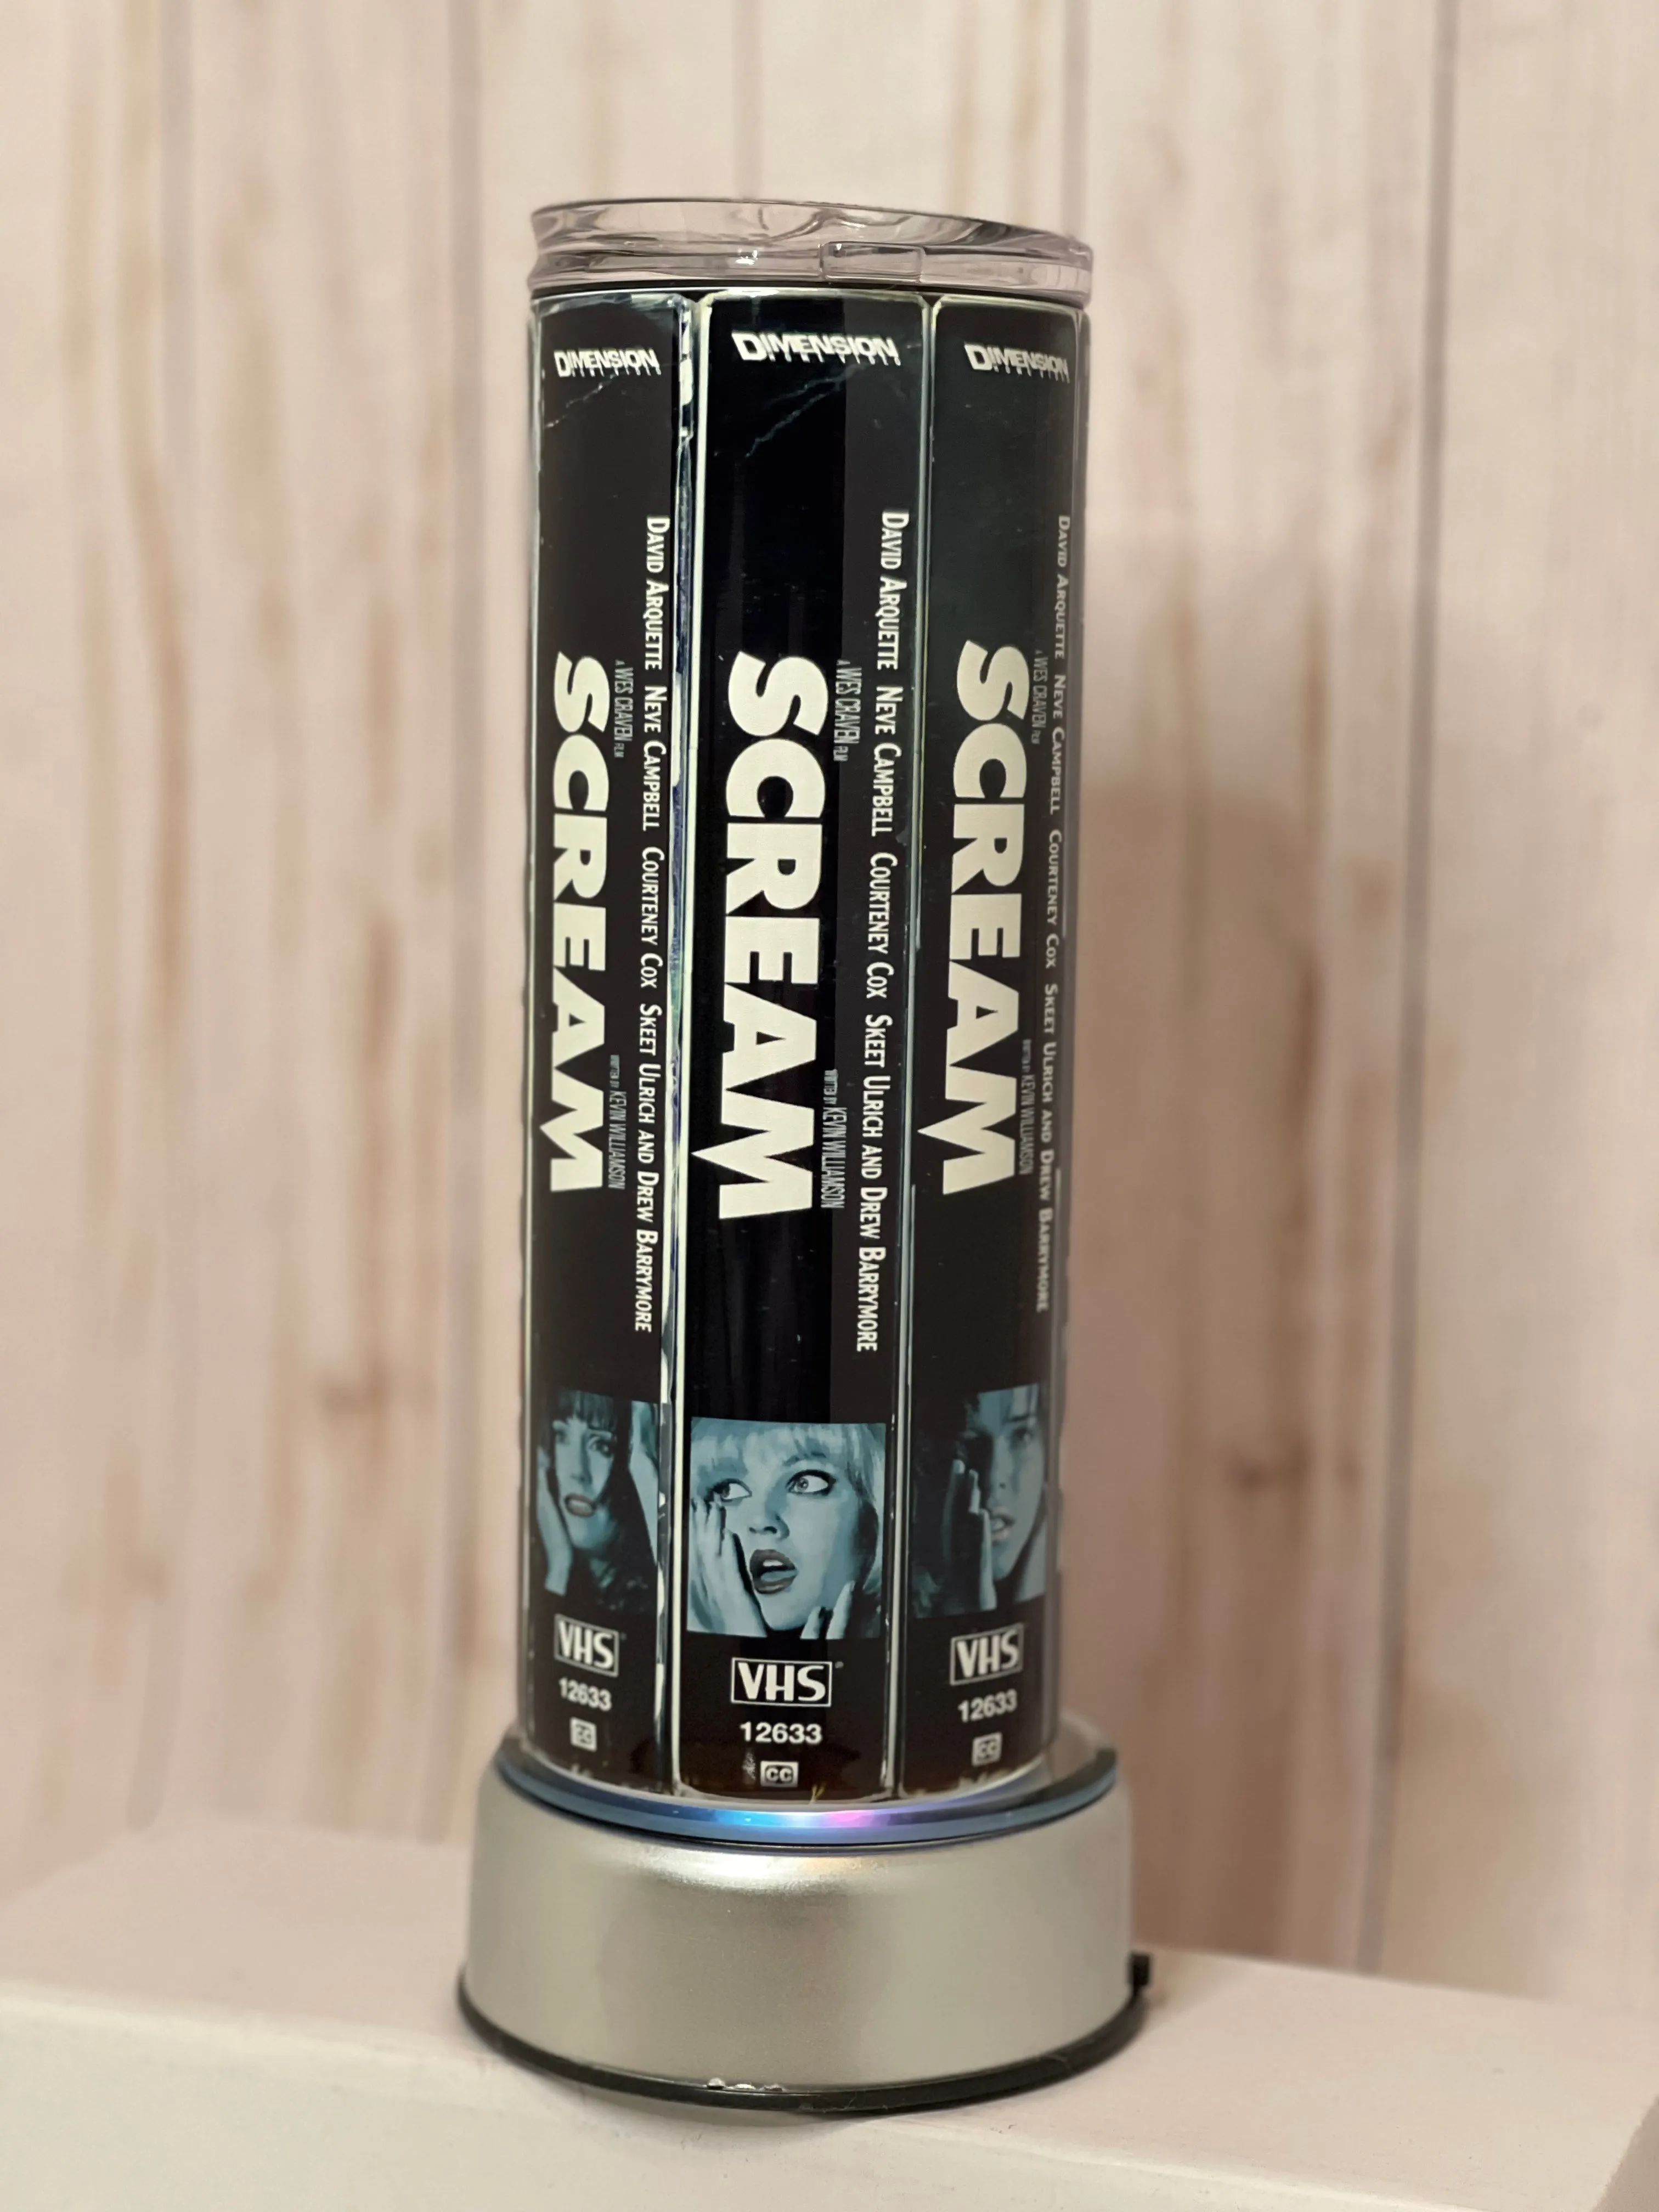 DIMENSION
DAVID ARQUETTE NEVE CAMPBELL COURTENEY COX SKEET ULRICH AND DREW BARRYMORE
A WES CRAVEN FILM
SCREAM
WRITTEN BY KEVIN WILLIAMSON
VHS
12633
CC
DIMENSION
DAVID ARQUETTE NEVE CAMPBELL COURTENEY COX SKEET ULRICH AND DREW BARRYMORE
A WES CRAVEN FILM
SCREAM
WRITTEN BY KEVIN WILLIAMSON
VHS®
12633
CC
DIMENSION
DAVID ARQUETTE NEVE CAMPBELL COURTENEY COX SKEET ULRICH AND DREW BARRYMORE
A WES CRAVEN FILM
SCREAM
WRITTEN BY KEVIN WILLIAMSON
VHS
12633
CC